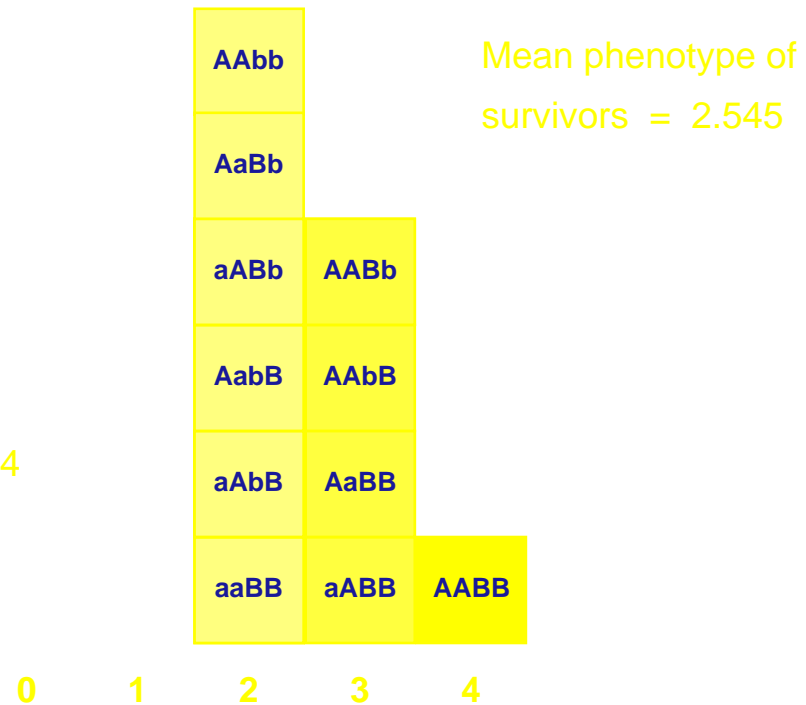 AAbb
Mean phenotype of
survivors = 2.545
AaBb
aABb AABb
AabB AAbB
4
aAbB AaBB
aaBB aABB AABB
0 1 2 3 4